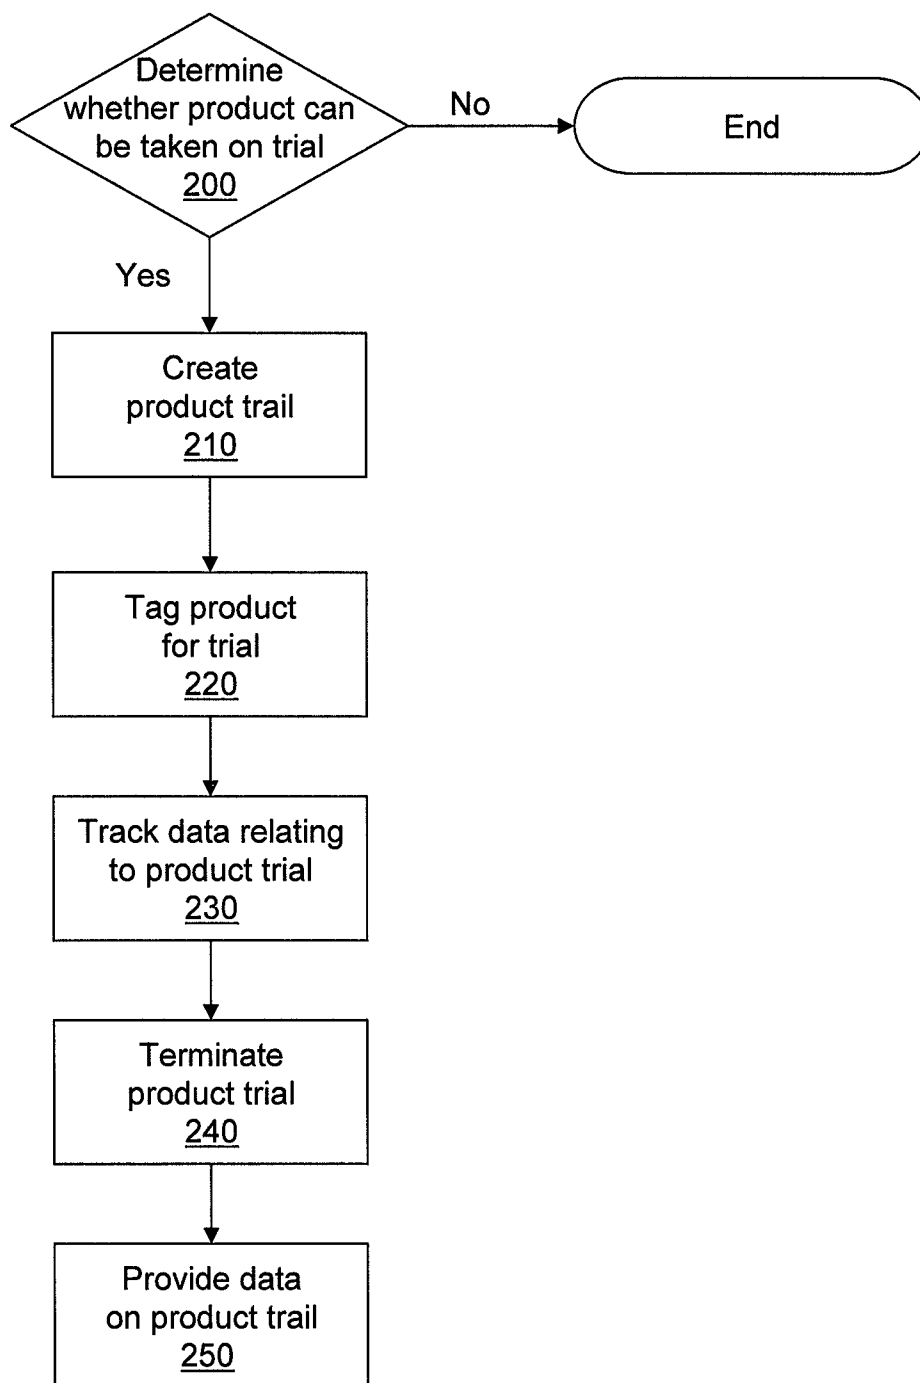 Determine
whether product can
be taken on trial
200
No
End
Yes
Create
product trail
210
Tag product
for trial
220
Track data relating
to product trial
230
Terminate
product trial
240
Provide data
on product trail
250